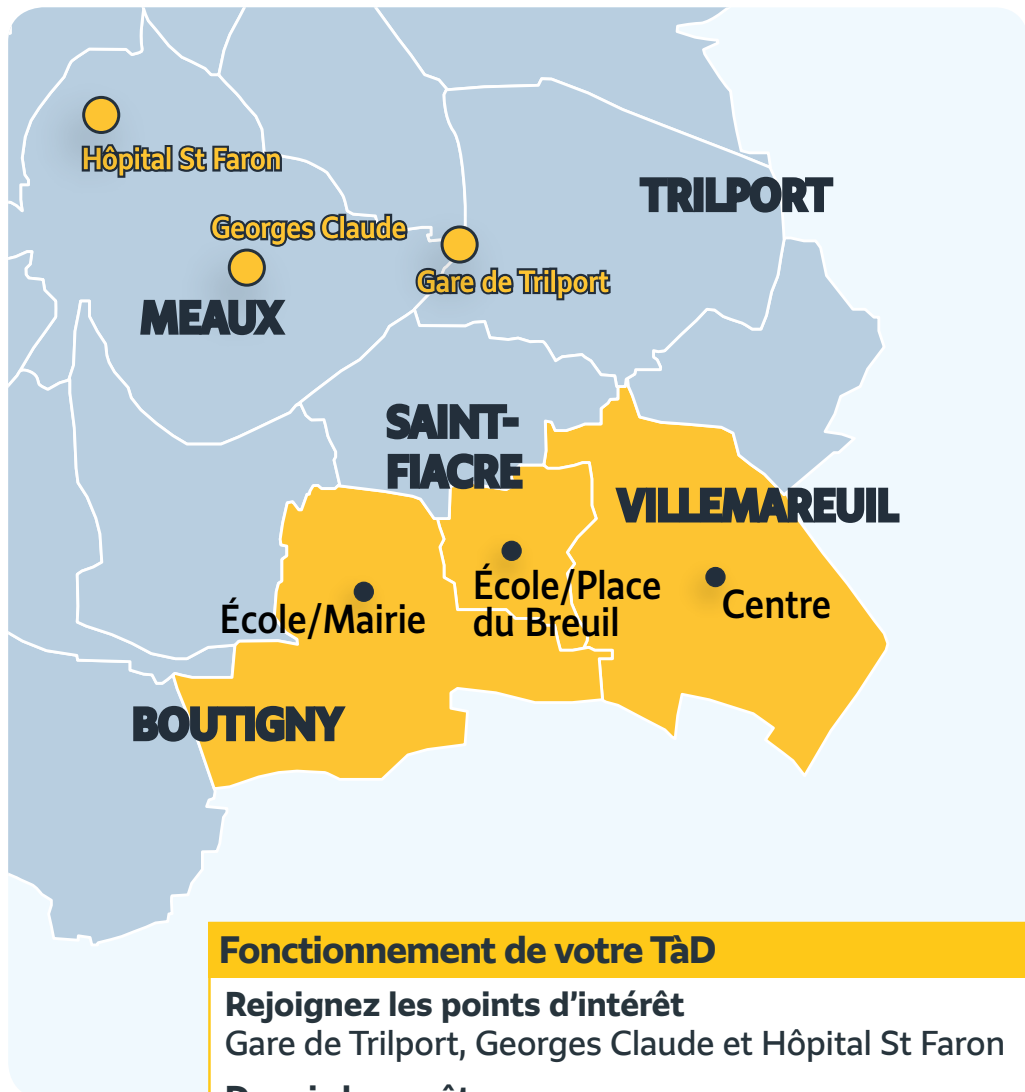 Hôpital St Faron
TRILPORT
Georges Claude
Gare de Trilport
MEAUX
SAINT-
FIACRE
VILLEMAREUIL
École/Place
du Breuil
Centre
École/Mairie
BOUTIGNY
Fonctionnement de votre TàD
Rejoignez les points d'intérêt
Gare de Trilport, Georges Claude et Hôpital St Faron